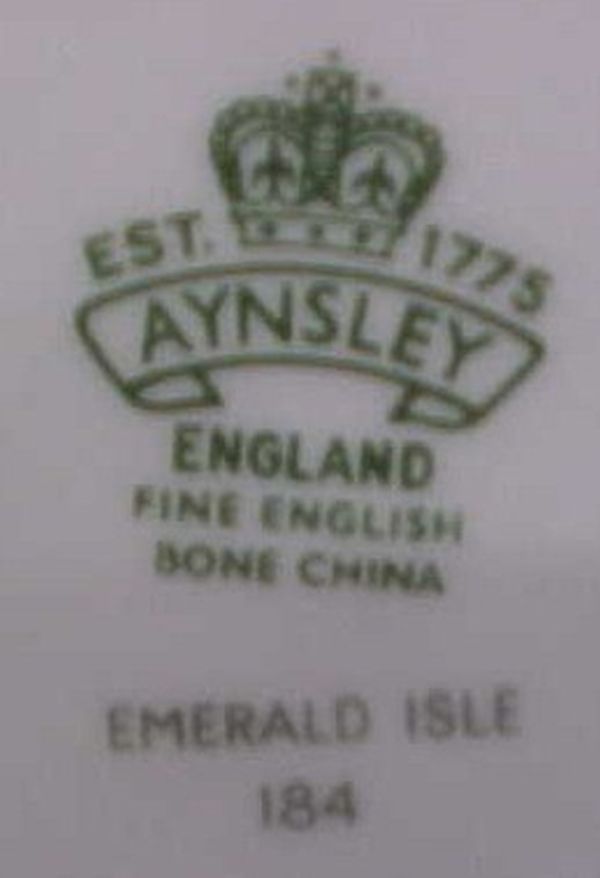 EST. 1775
AYNSLEY
ENGLAND
FINE ENGLISH
BONE CHINA
EMERALD ISLE
184